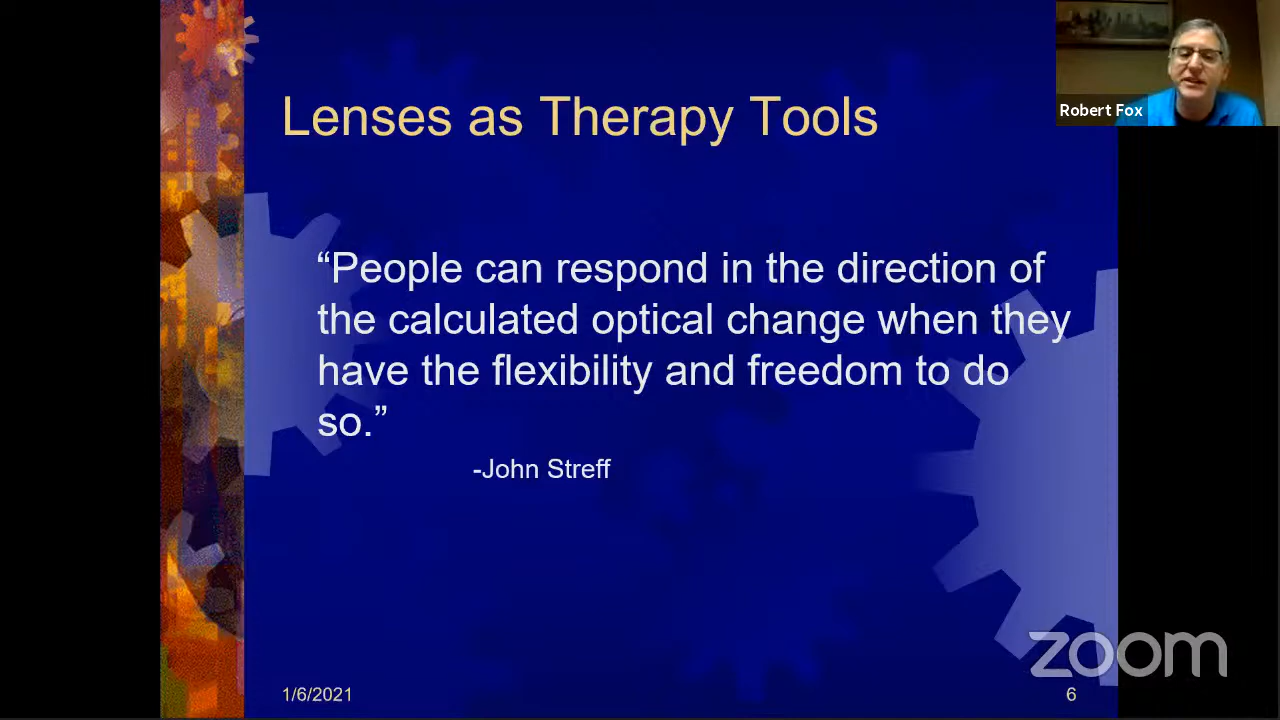 Lenses as Therapy Tools
Robert Fox
“People can respond in the direction of
the calculated optical change when they
have the flexibility and freedom to do
so.”
-John Streff
zoom
1/6/2021
6